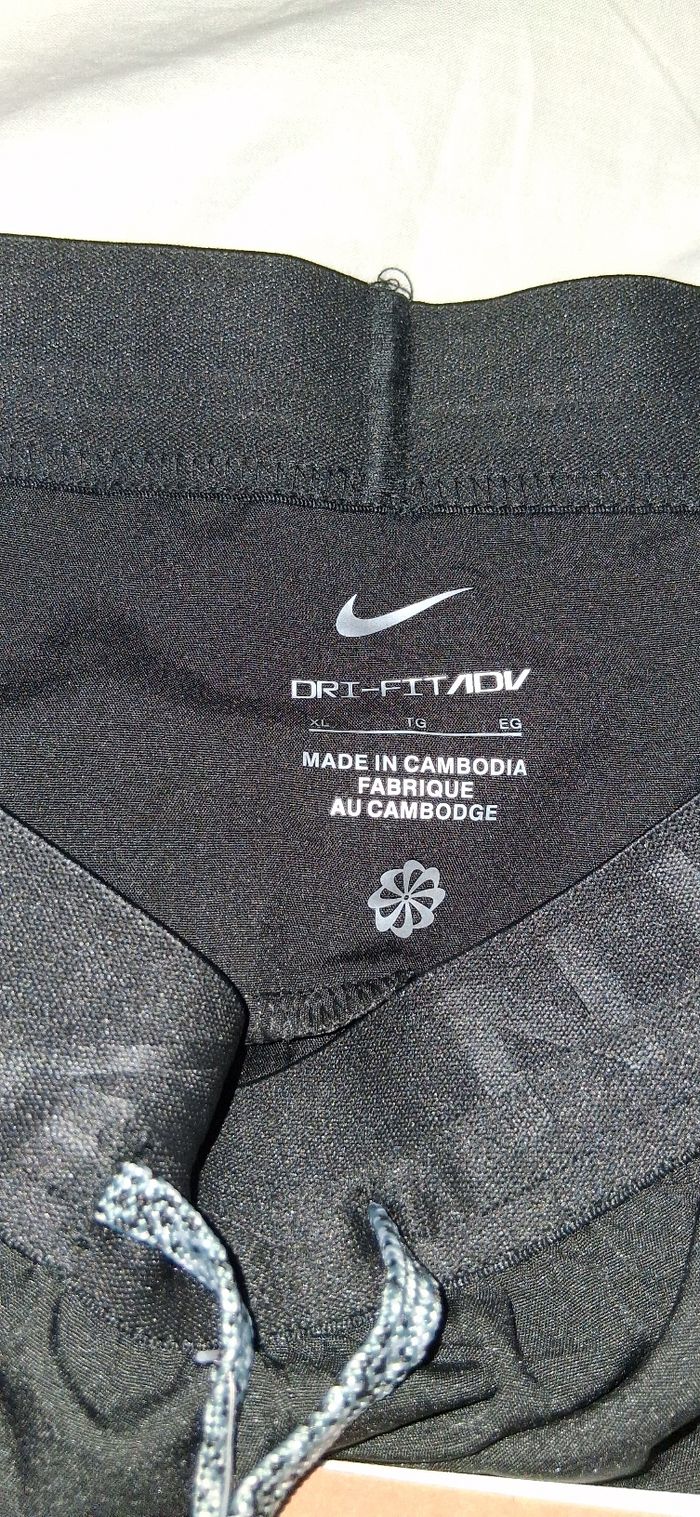 DRI-FIT ADV
XL TG EG
MADE IN CAMBODIA
FABRIQUE
AU CAMBODGE